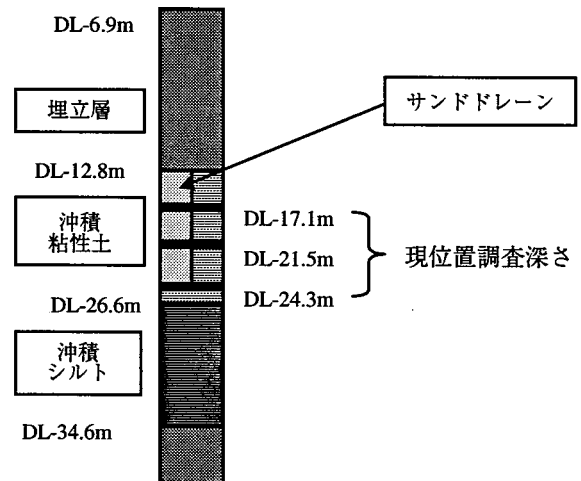 DL-6.9m
埋立層
サンドドレーン
DL-12.8m
沖積
粘性土
DL-17.1m
DL-21.5m
現位置調査深さ
DL-24.3m
DL-26.6m
沖積
シルト
DL-34.6m